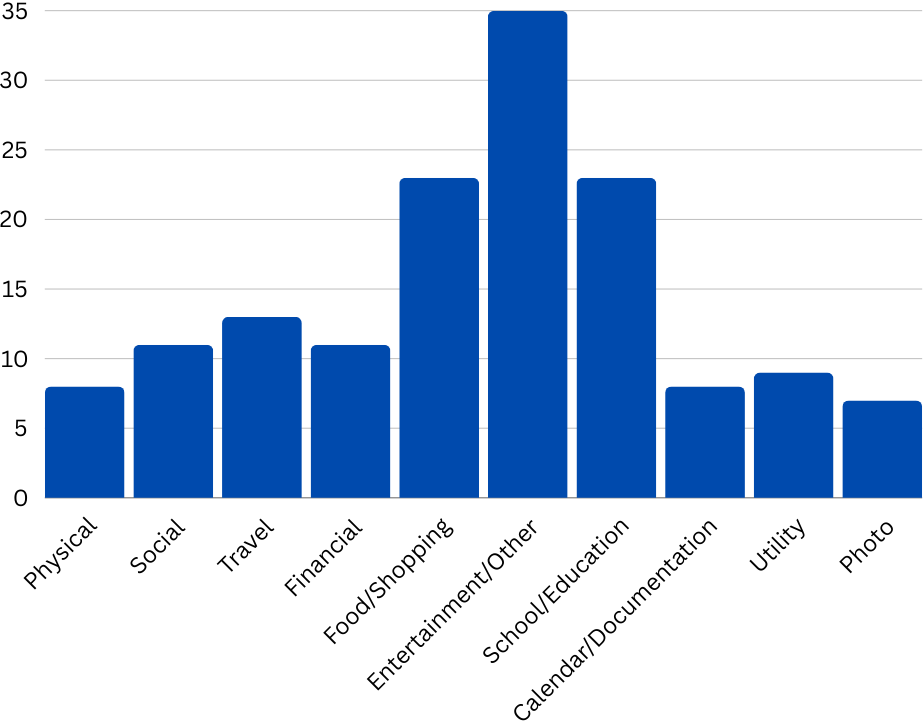 35
30
25
20
15
10
5
0
Physical
Social
Travel
Financial
Food/Shopping
Entertainment/Other
School/Education
Calendar/Documentation
Utility
Photo